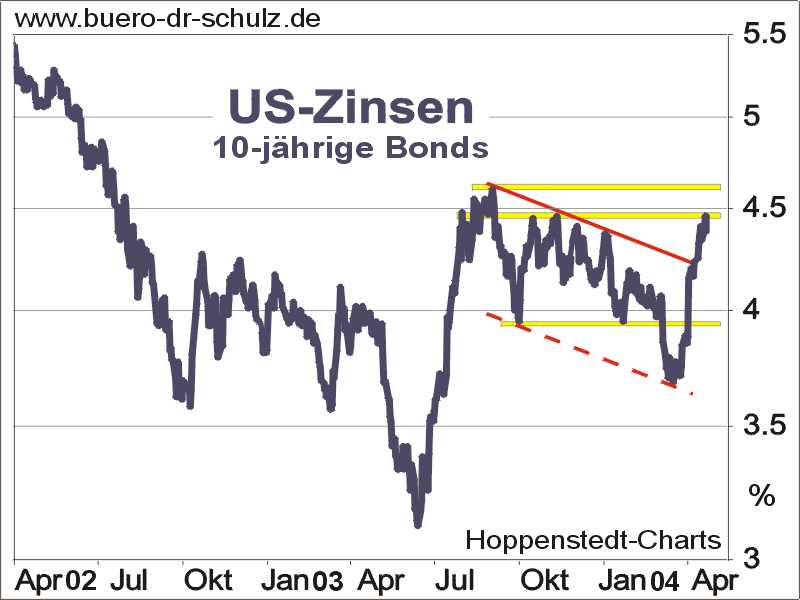 www.buero-dr-schulz.de
US-Zinsen
10-jährige Bonds
5.5
5
4.5
4
3.5
%
3
Hoppenstedt-Charts
Apr 02 Jul Okt Jan 03 Apr Jul Okt Jan 04 Apr